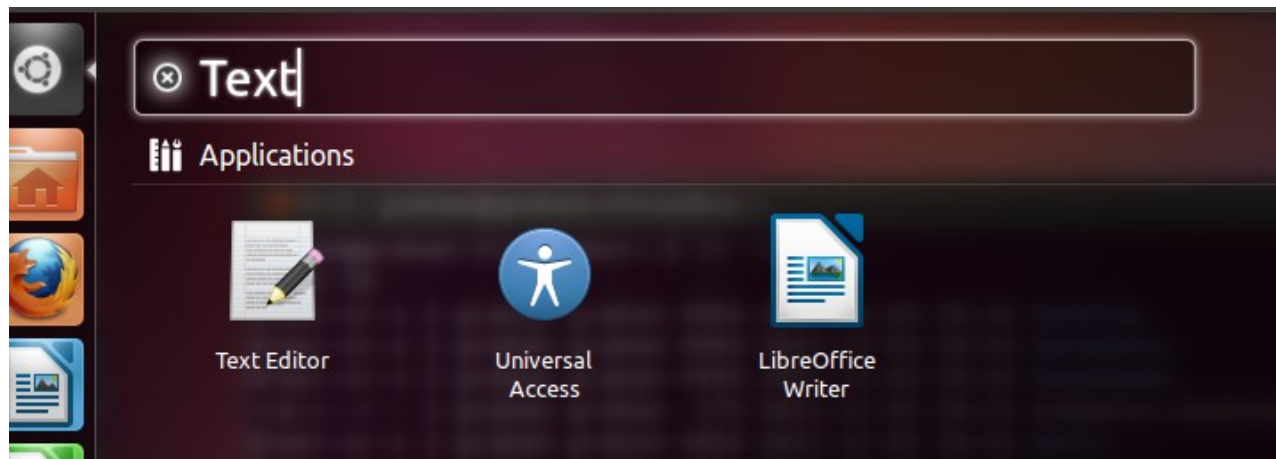 Text
Applications
Text Editor
Universal
Access
LibreOffice
Writer